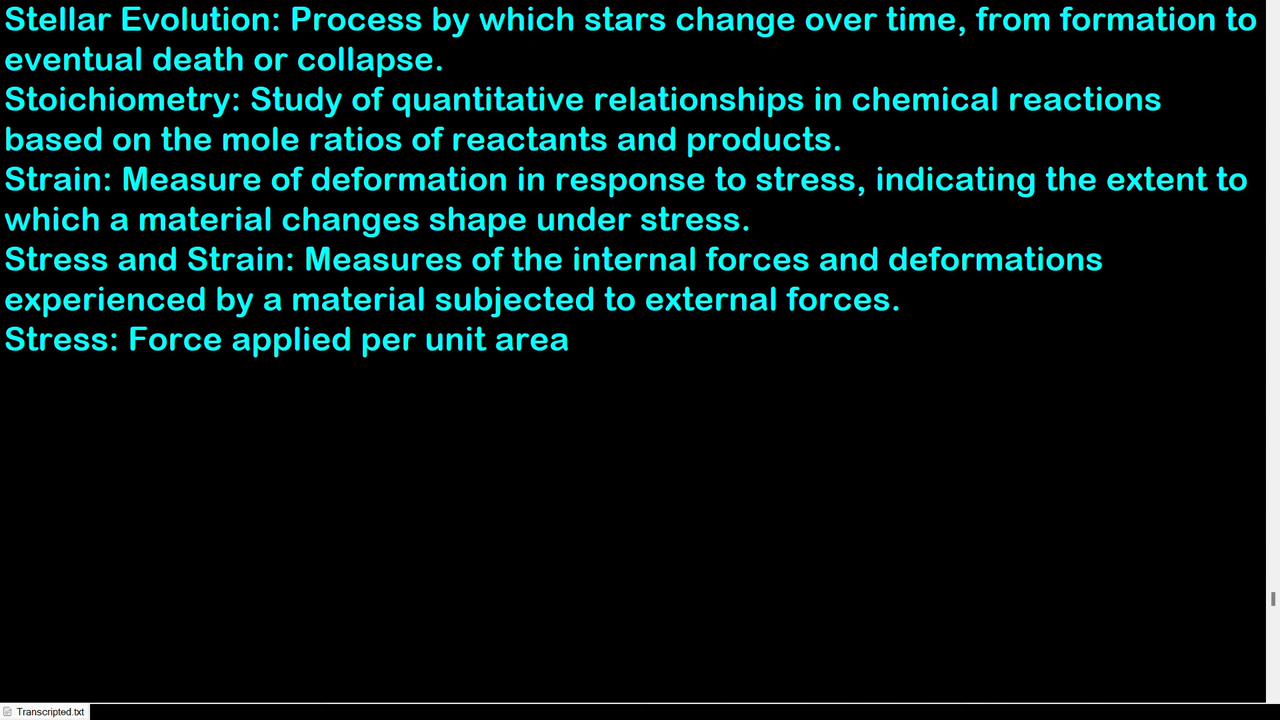 Stellar Evolution: Process by which stars change over time, from formation to
eventual death or collapse.
Stoichiometry: Study of quantitative relationships in chemical reactions
based on the mole ratios of reactants and products.
Strain: Measure of deformation in response to stress, indicating the extent to
which a material changes shape under stress.
Stress and Strain: Measures of the internal forces and deformations
experienced by a material subjected to external forces.
Stress: Force applied per unit area
Transcripted.txt